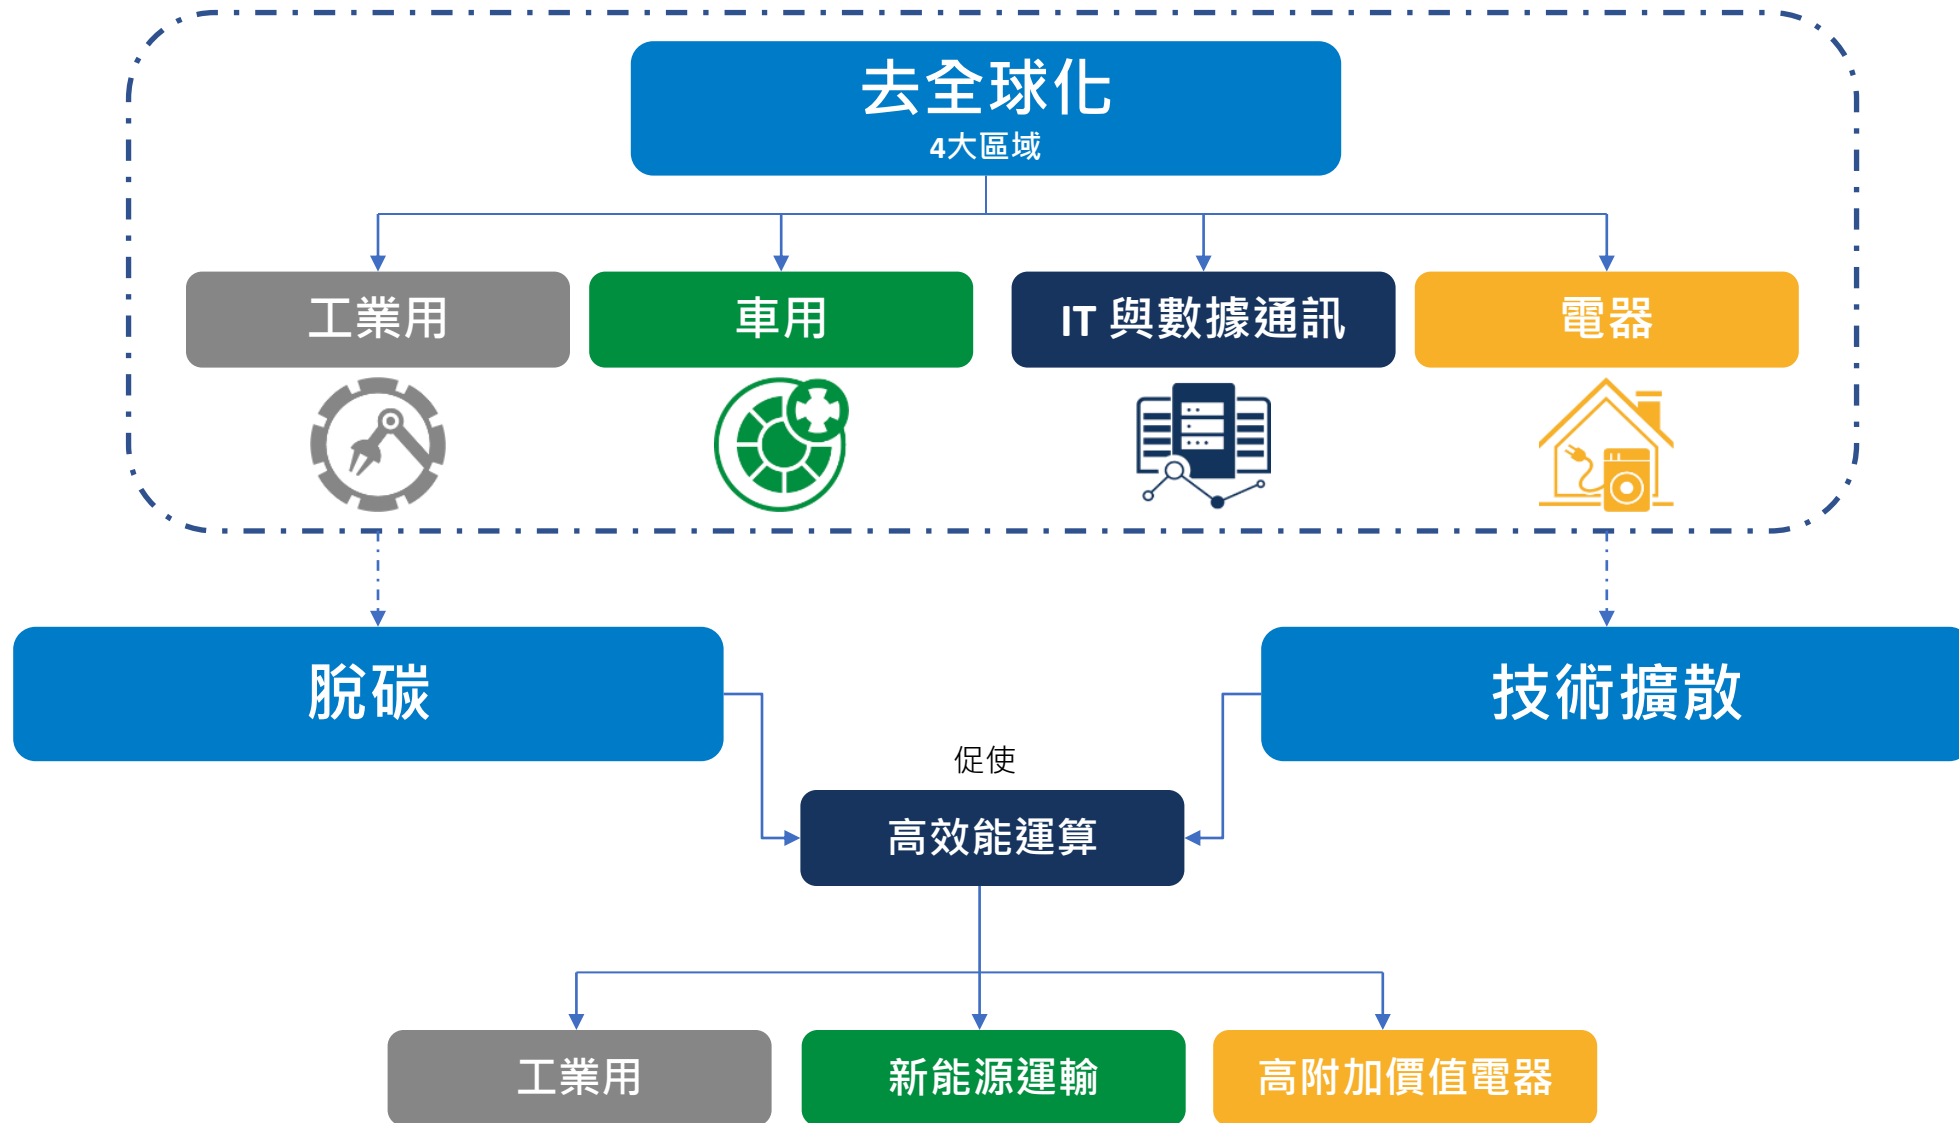 去全球化
4大區域
工業用
車用
IT 與數據通訊
電器
脫碳
技術擴散
促使
高效能運算
工業用
新能源運輸
高附加價值電器